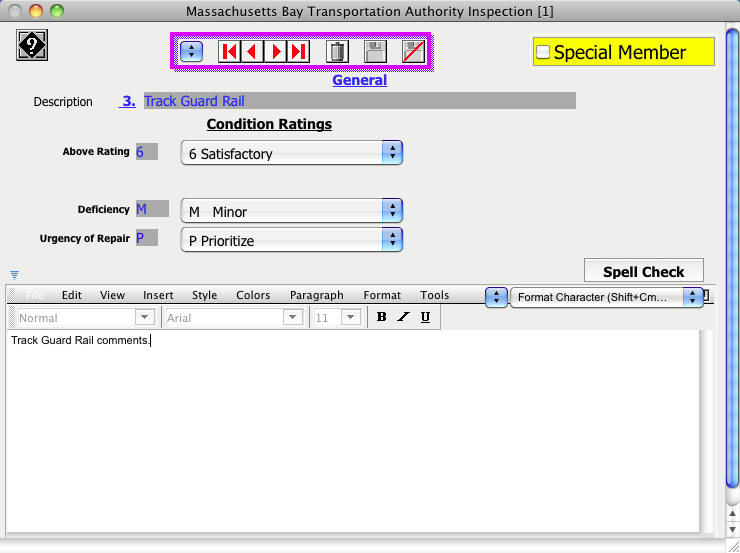 Massachusetts Bay Transportation Authority Inspection [1]
?
Special Member
General
Description 3. Track Guard Rail
Condition Ratings
Above Rating 6 6 Satisfactory
Deficiency M M Minor
Urgency of Repair P P Prioritize
Spell Check
File Edit View Insert Style Colors Paragraph Format Tools Format Character (Shift+Cm...
Normal Arial 11 B I U
Track Guard Rail comments.